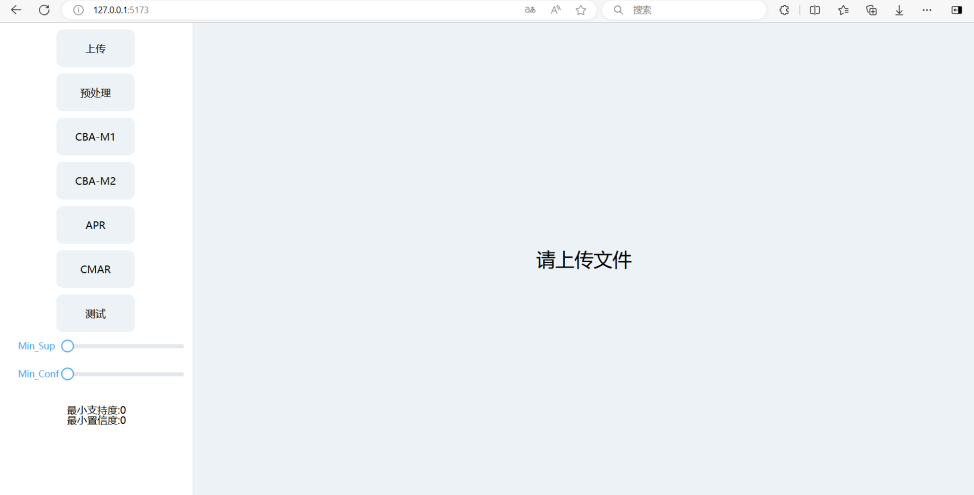 127.0.0.1:5173
搜索
上传
预处理
CBA-M1
CBA-M2
APR
CMAR
测试
Min_Sup
Min_Conf
最小支持度:0
最小置信度:0
请上传文件